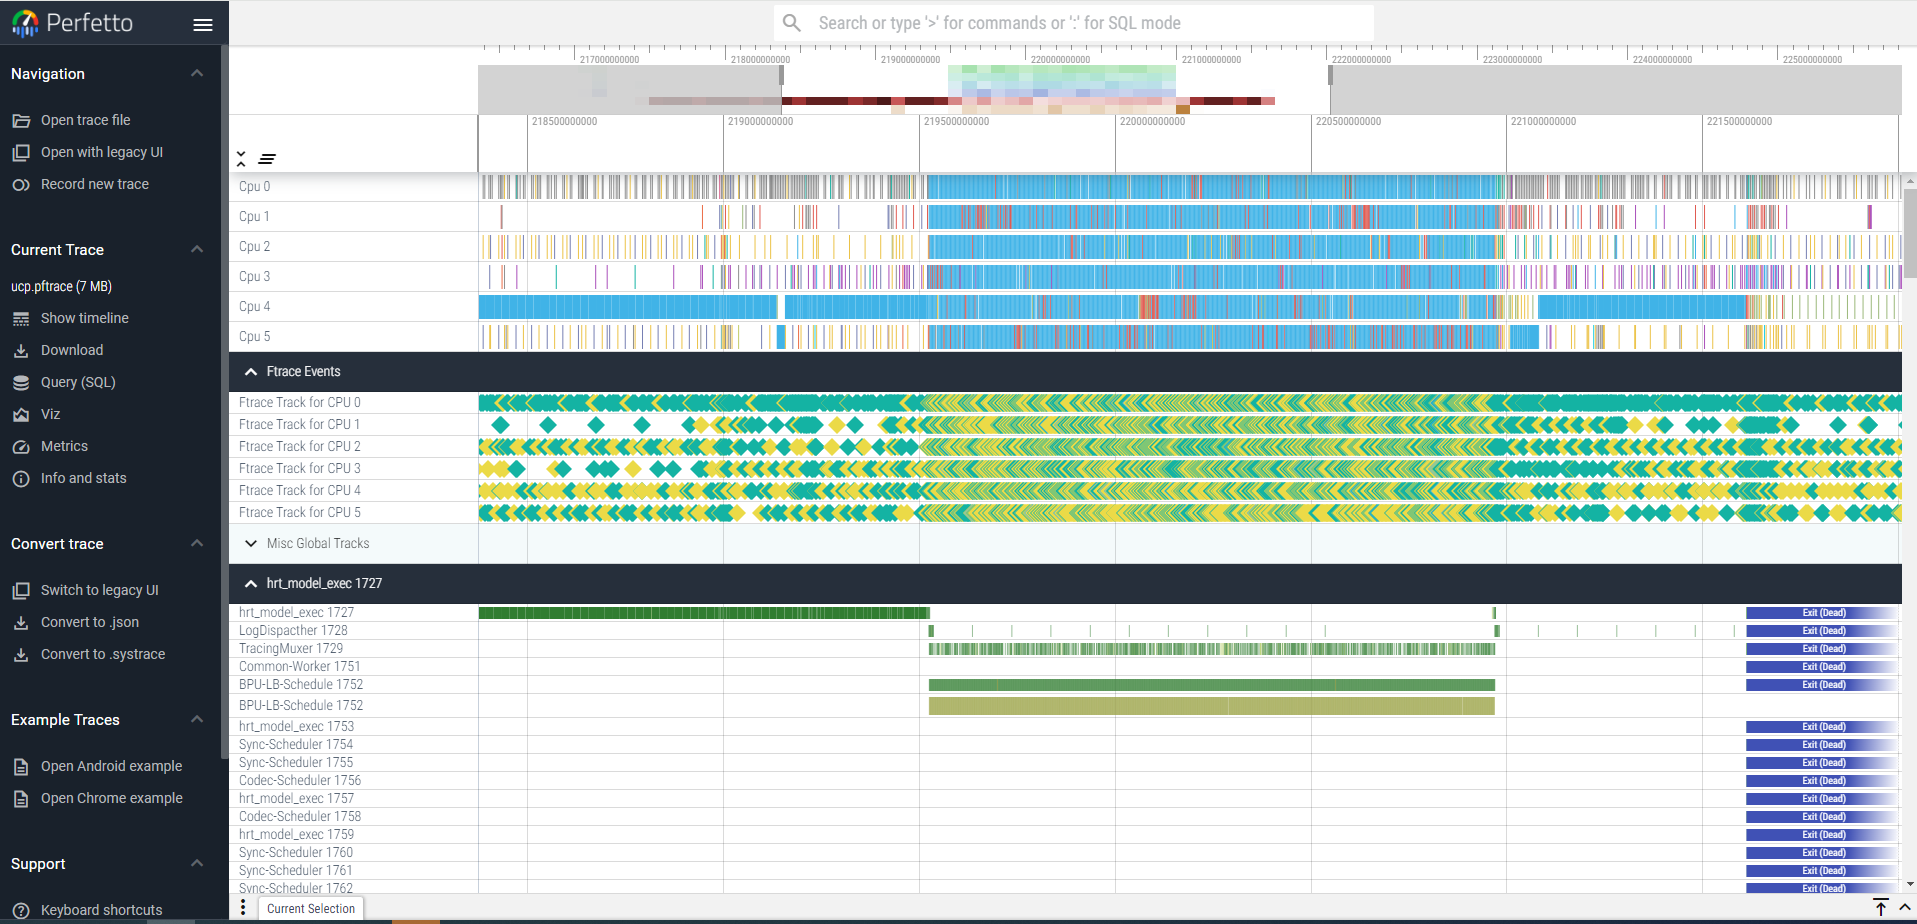 Perfetto
Search or type '>' for commands or ':' for SQL mode
Navigation
Open trace file
Open with legacy UI
Record new trace
Current Trace
ucp.pftrace (7 MB)
Show timeline
Download
Query (SQL)
Viz
Metrics
Info and stats
Convert trace
Switch to legacy UI
Convert to .json
Convert to .systrace
Example Traces
Open Android example
Open Chrome example
Support
Keyboard shortcuts
217000000000 218000000000 219000000000 220000000000 221000000000 222000000000 223000000000 224000000000 225000000000
218500000000 219000000000 219500000000 220000000000 220500000000 221000000000 221500000000
Cpu 0
Cpu 1
Cpu 2
Cpu 3
Cpu 4
Cpu 5
Ftrace Events
Ftrace Track for CPU 0
Ftrace Track for CPU 1
Ftrace Track for CPU 2
Ftrace Track for CPU 3
Ftrace Track for CPU 4
Ftrace Track for CPU 5
Misc Global Tracks
hrt_model_exec 1727
hrt_model_exec 1727 Exit (Dead)
LogDispacther 1728 Exit (Dead)
TracingMuxer 1729 Exit (Dead)
Common-Worker 1751 Exit (Dead)
BPU-LB-Schedule 1752 Exit (Dead)
BPU-LB-Schedule 1752
hrt_model_exec 1753 Exit (Dead)
Sync-Scheduler 1754 Exit (Dead)
Sync-Scheduler 1755 Exit (Dead)
Codec-Scheduler 1756 Exit (Dead)
hrt_model_exec 1757 Exit (Dead)
Codec-Scheduler 1758 Exit (Dead)
hrt_model_exec 1759 Exit (Dead)
Sync-Scheduler 1760 Exit (Dead)
Sync-Scheduler 1761 Exit (Dead)
Sync-Scheduler 1762 Exit (Dead)
Current Selection